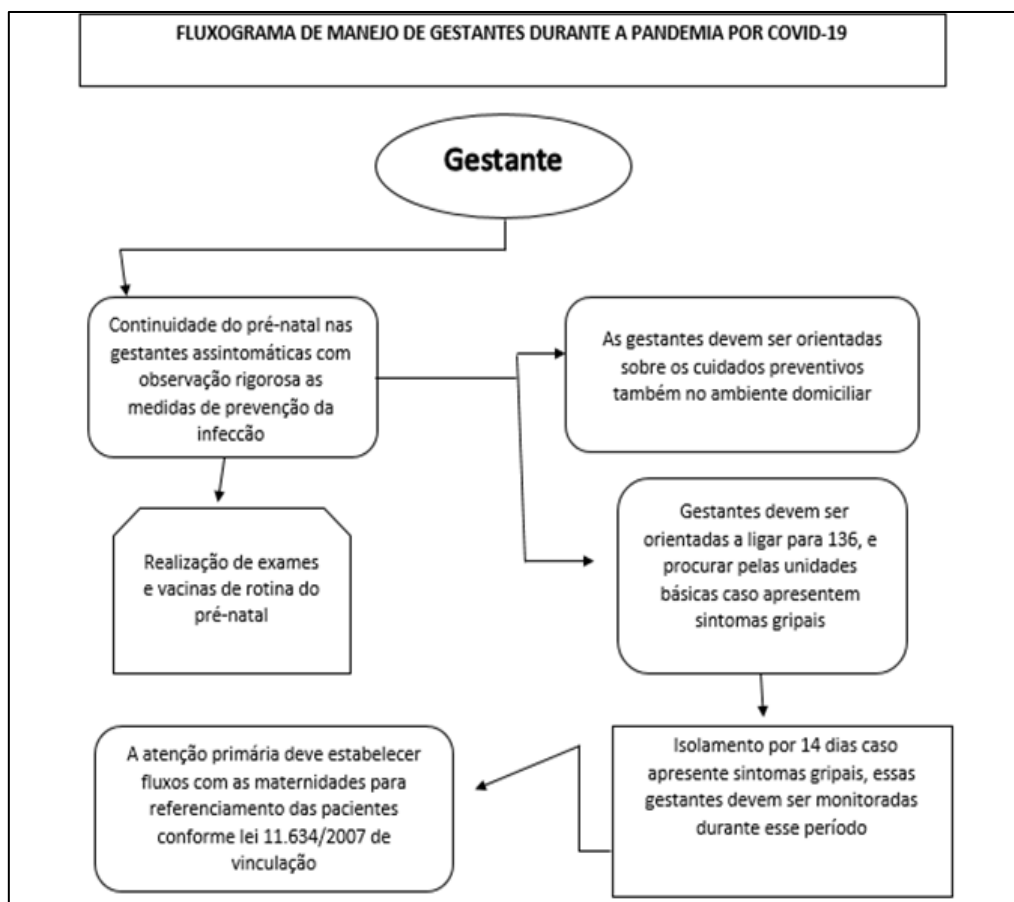 FLUXOGRAMA DE MANEJO DE GESTANTES DURANTE A PANDEMIA POR COVID-19
Gestante
Continuidade do pré-natal nas
gestantes assintomáticas com
observação rigorosa as
medidas de prevenção da
infecção
As gestantes devem ser orientadas
sobre os cuidados preventivos
também no ambiente domiciliar
Realização de exames
e vacinas de rotina do
pré-natal
Gestantes devem ser
orientadas a ligar para 136, e
procurar pelas unidades
básicas caso apresentem
sintomas gripais
A atenção primária deve estabelecer
fluxos com as maternidades para
referenciamento das pacientes
conforme lei 11.634/2007 de
vinculação
Isolamento por 14 dias caso
apresente sintomas gripais, essas
gestantes devem ser monitoradas
durante esse período